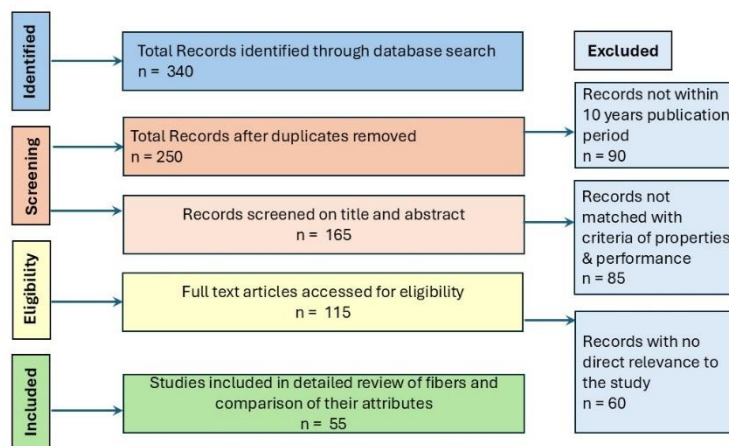 Identified
Total Records identified through database search
n = 340
Excluded
Screening
Total Records after duplicates removed
n = 250
Records not within
10 years publication
period
n = 90
Records screened on title and abstract
n = 165
Records not
matched with
criteria of properties
& performance
n = 85
Eligibility
Full text articles accessed for eligibility
n = 115
Records with no
direct relevance to
the study
n = 60
Included
Studies included in detailed review of fibers and
comparison of their attributes
n = 55